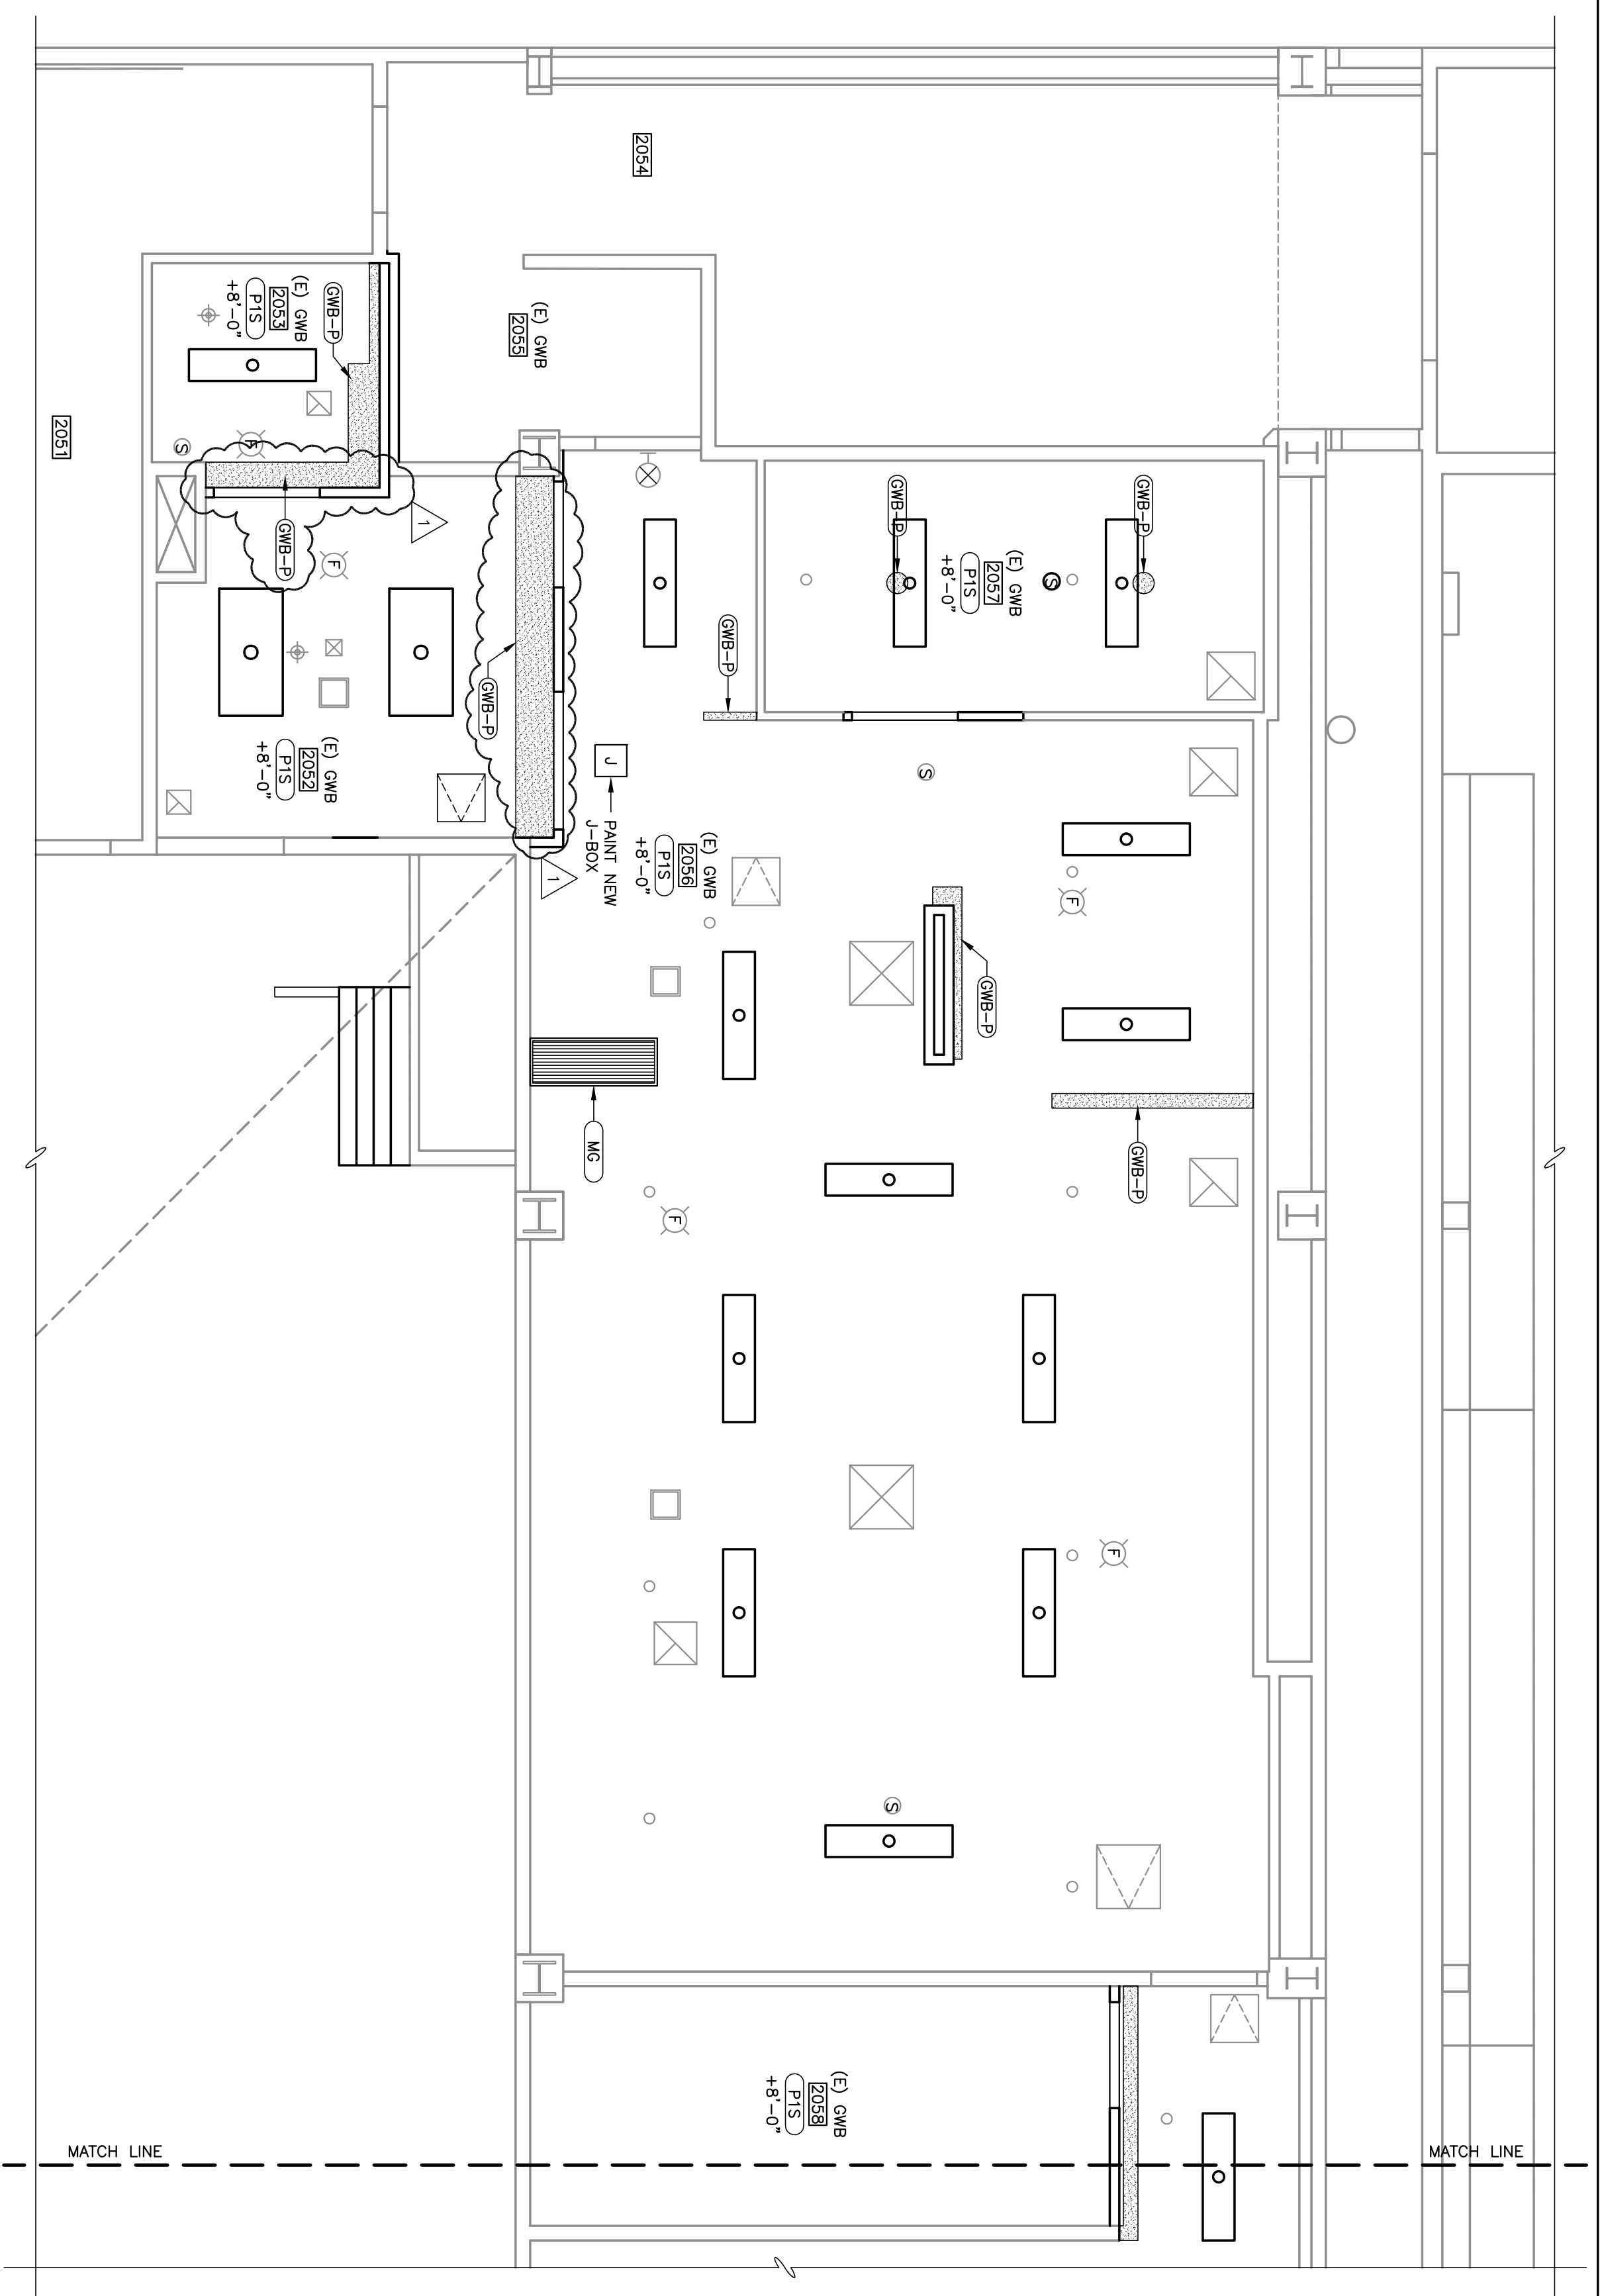 2054
GWB-P
(E) GWB
2053
P1S
+8'-0"
(E) GWB
2055
2051
S
F
GWB-P
1
F
GWB-P
GWB-P
(E) GWB
2057
P1S
+8'-0"
S
GWB-P
GWB-P
(E) GWB
2052
P1S
+8'-0"
J
PAINT NEW
J-BOX
1
S
(E) GWB
2056
P1S
+8'-0"
F
GWB-P
MG
GWB-P
F
F
S
(E) GWB
2058
P1S
+8'-0"
MATCH LINE
MATCH LINE